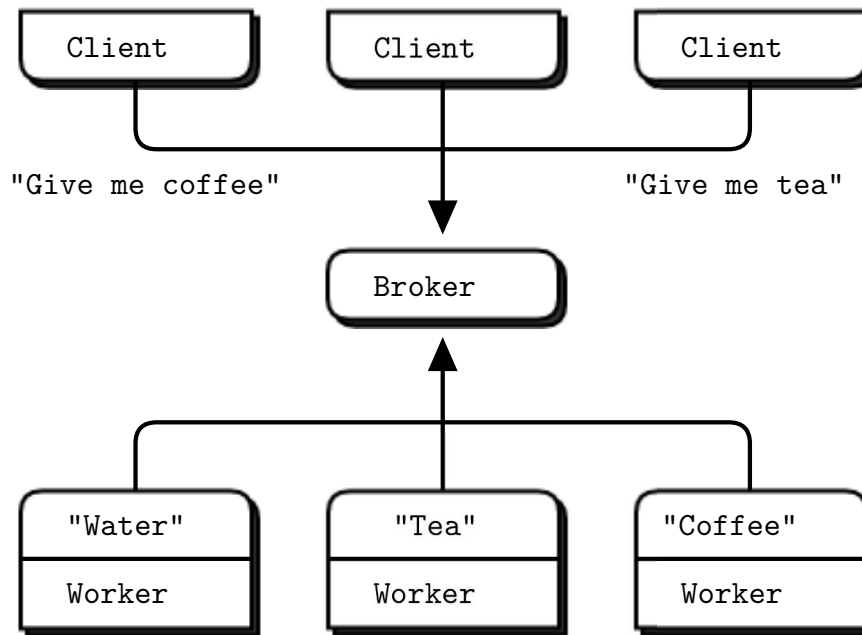 Client Client Client
"Give me coffee" "Give me tea"
Broker
"Water" "Tea" "Coffee"
Worker Worker Worker